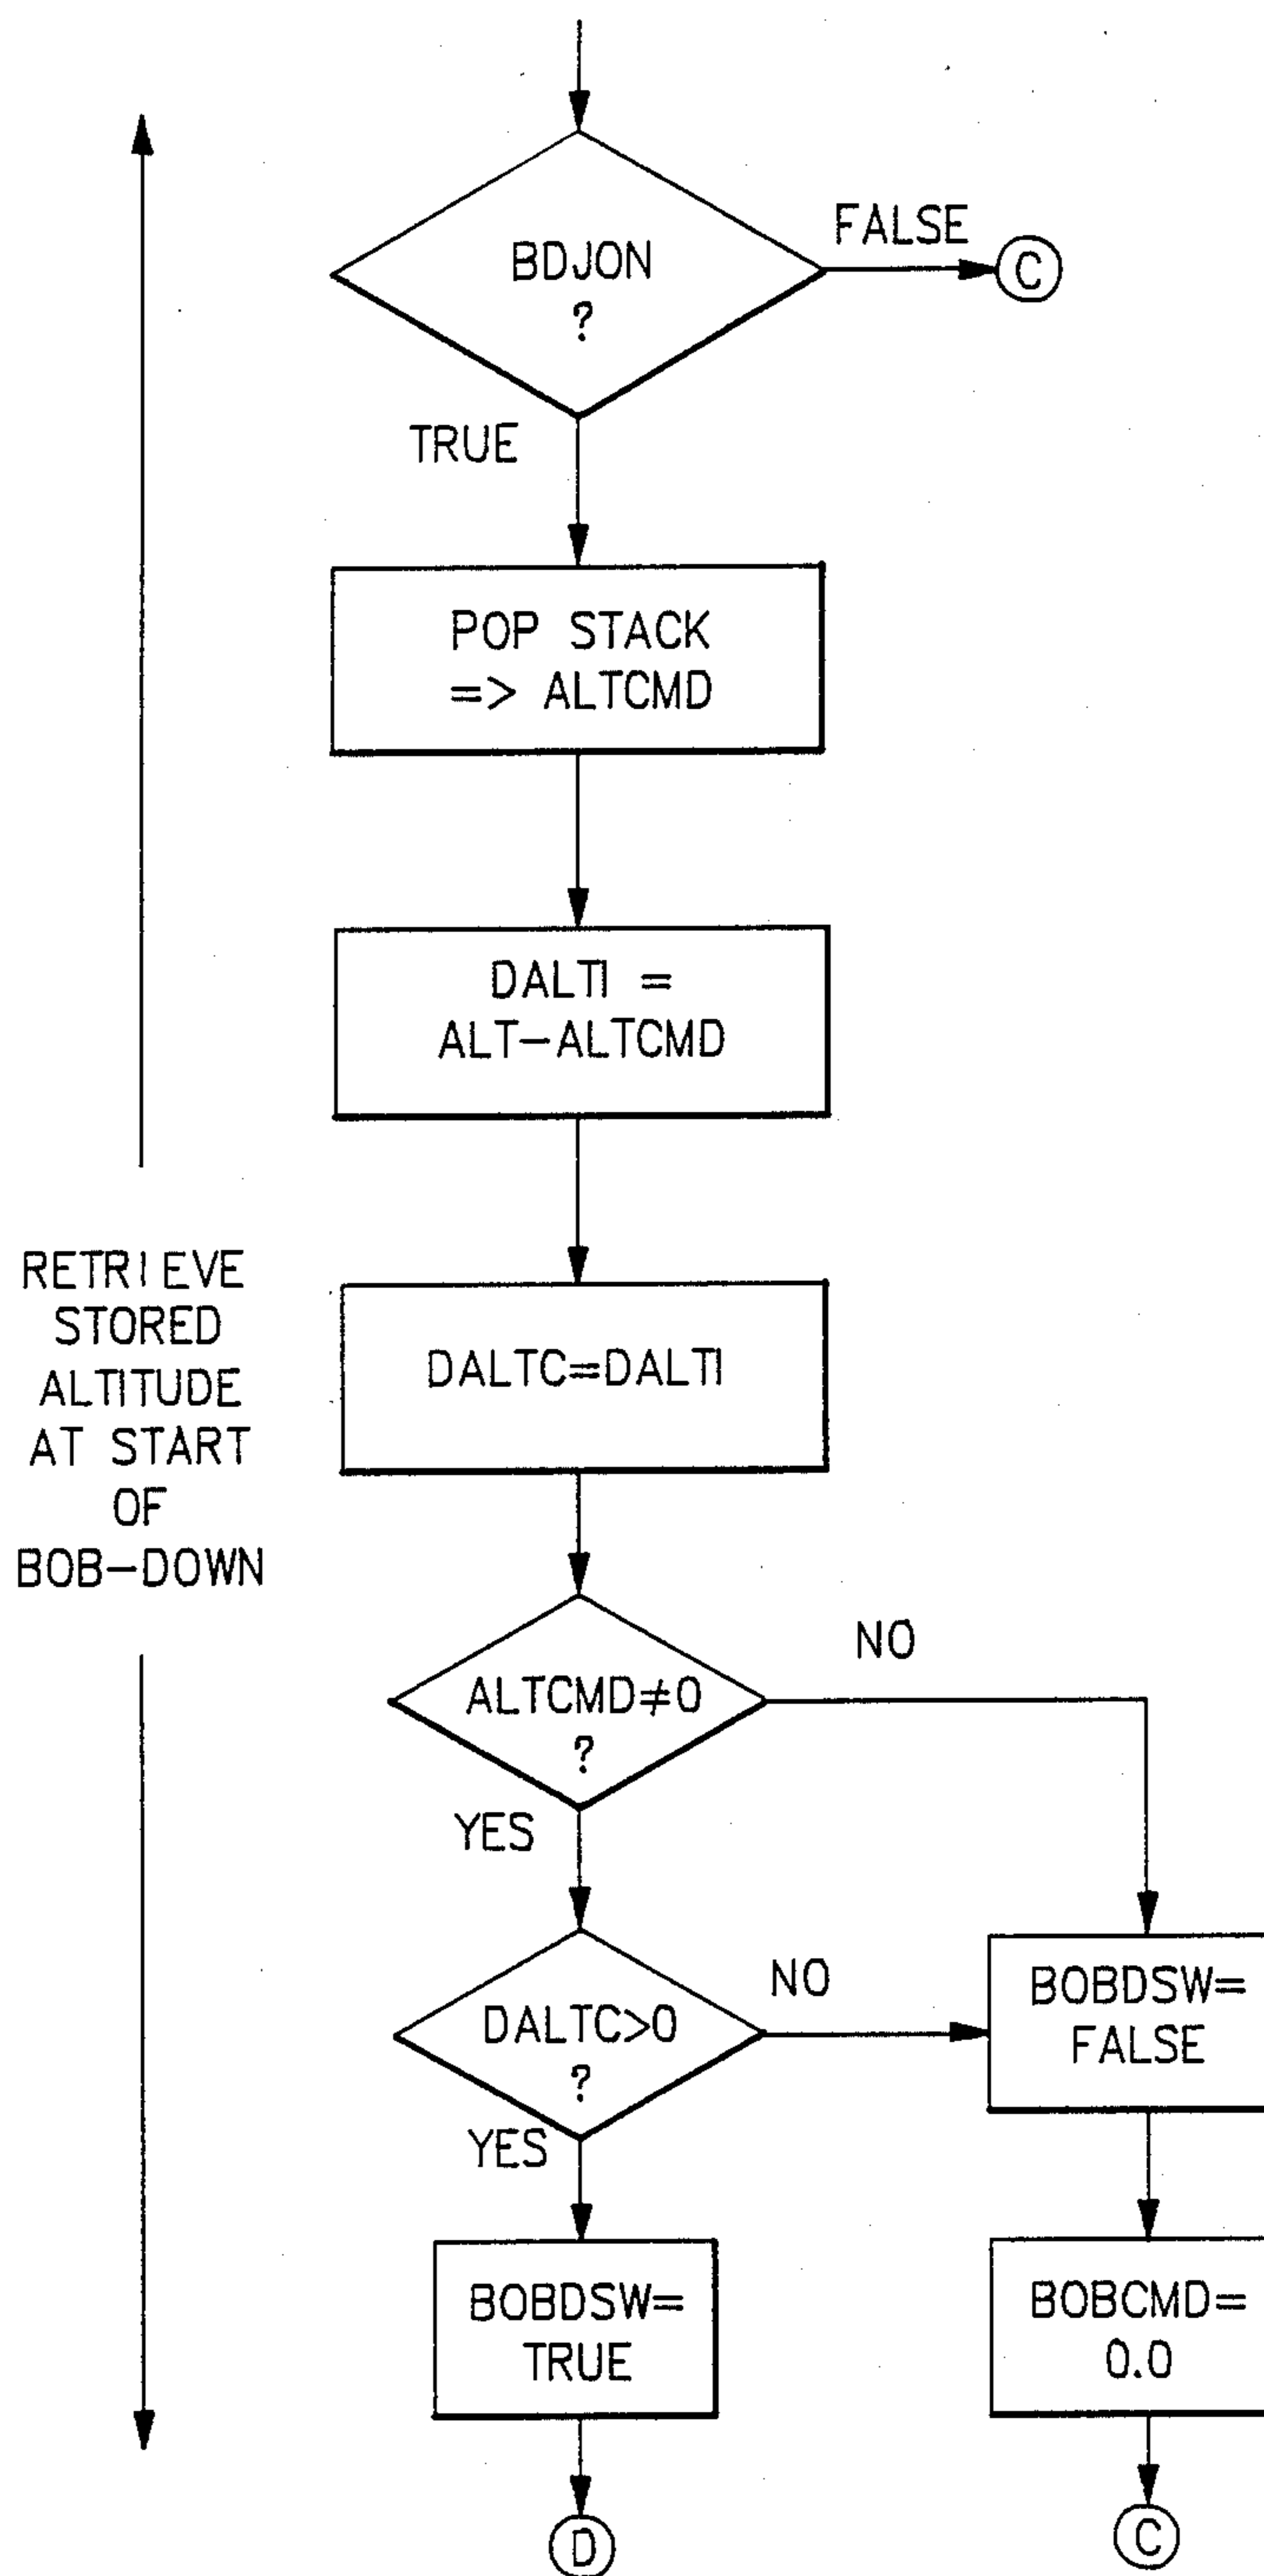 BDJON
?
FALSE
C
TRUE
POP STACK
=> ALTCMD
DALTI =
ALT-ALTCMD
DALTC=DALTI
RETRIEVE
STORED
ALTITUDE
AT START
OF
BOB-DOWN
ALTCMD≠0
?
NO
YES
DALTC>0
?
NO
YES
BOBDSW=
FALSE
BOBDSW=
TRUE
BOBCMD=
0.0
D
C